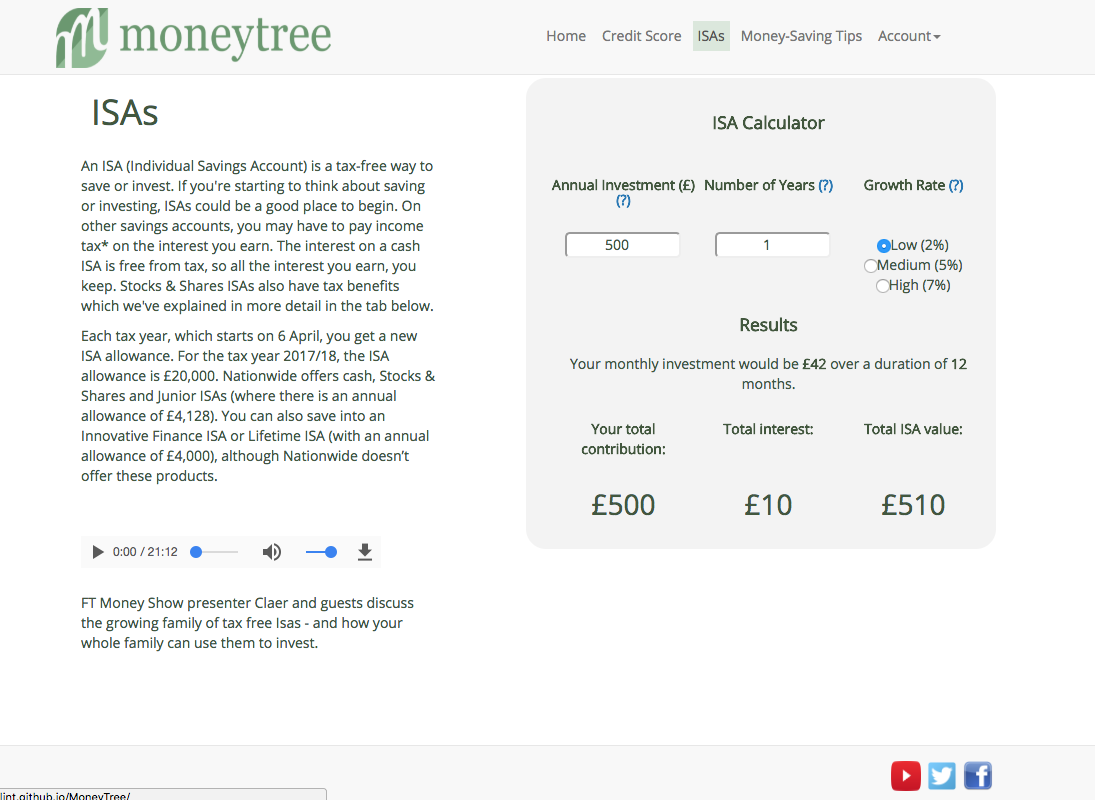 moneytree
Home Credit Score ISAs Money-Saving Tips Account
ISAs
An ISA (Individual Savings Account) is a tax-free way to
save or invest. If you're starting to think about saving
or investing, ISAs could be a good place to begin. On
other savings accounts, you may have to pay income
tax* on the interest you earn. The interest on a cash
ISA is free from tax, so all the interest you earn, you
keep. Stocks & Shares ISAs also have tax benefits
which we've explained in more detail in the tab below.
Each tax year, which starts on 6 April, you get a new
ISA allowance. For the tax year 2017/18, the ISA
allowance is £20,000. Nationwide offers cash, Stocks &
Shares and Junior ISAs (where there is an annual
allowance of £4,128). You can also save into an
Innovative Finance ISA or Lifetime ISA (with an annual
allowance of £4,000), although Nationwide doesn’t
offer these products.
0:00 / 21:12
FT Money Show presenter Claer and guests discuss
the growing family of tax free Isas - and how your
whole family can use them to invest.
ISA Calculator
Annual Investment (£) Number of Years (?) Growth Rate (?)
(?)
500 1
Low (2%)
Medium (5%)
High (7%)
Results
Your monthly investment would be £42 over a duration of 12
months.
Your total Total interest: Total ISA value:
contribution:
£500 £10 £510
lint.github.io/MoneyTree/